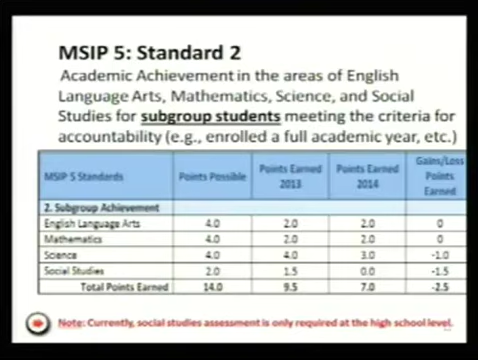 MSIP 5: Standard 2
Academic Achievement in the areas of English
Language Arts, Mathematics, Science, and Social
Studies for subgroup students meeting the criteria for
accountability (e.g., enrolled a full academic year, etc.)
MSIP 5 Standards Points Possible Points Earned 2013 Points Earned 2014 Gains/Loss Points Earned
2. Subgroup Achievement
English Language Arts 4.0 2.0 2.0 0
Mathematics 4.0 2.0 2.0 0
Science 4.0 4.0 3.0 -1.0
Social Studies 2.0 1.5 0.0 -1.5
Total Points Earned 14.0 9.5 7.0 -2.5
Note: Currently, social studies assessment is only required at the high school level.